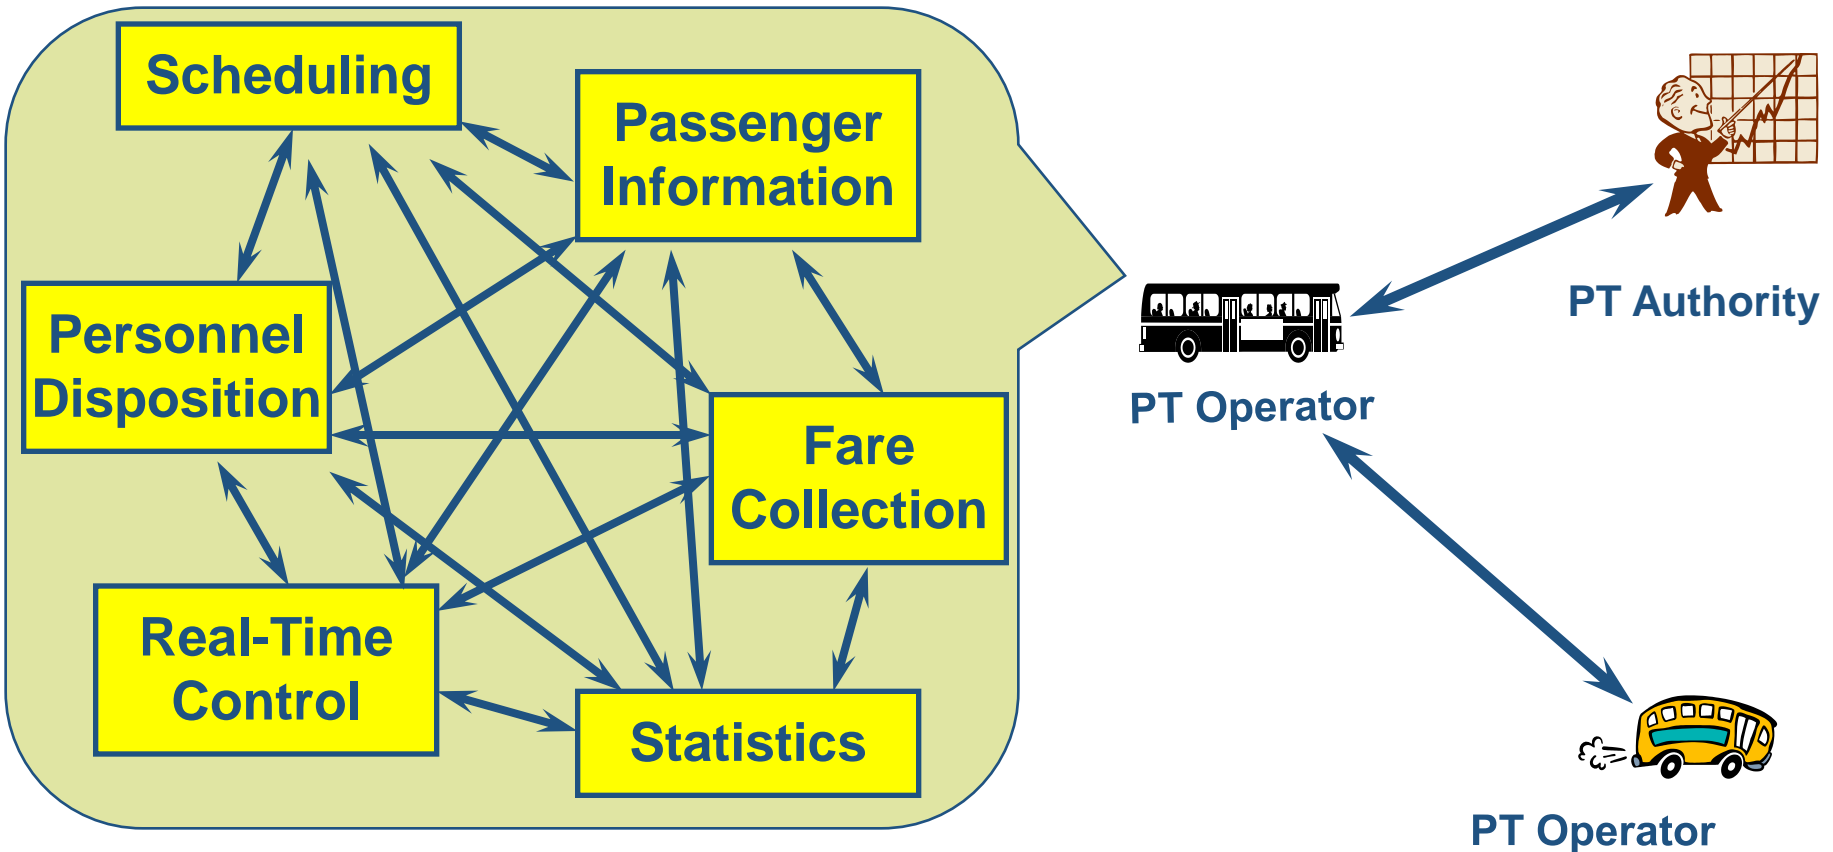 Scheduling
Passenger
Information
Personnel
Disposition
Fare
Collection
Real-Time
Control
Statistics
PT Authority
PT Operator
PT Operator